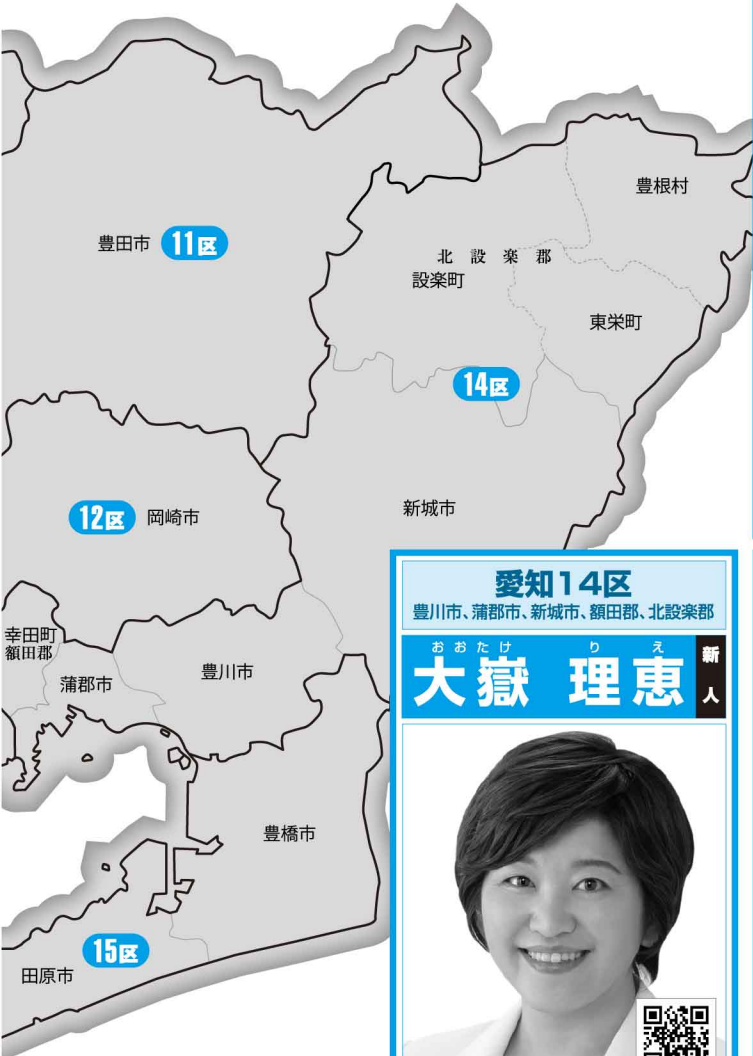 豊根村
豊田市 11区
北設楽郡
設楽町
東栄町
14区
新城市
12区 岡崎市
幸田町
額田郡
蒲郡市
豊川市
豊橋市
15区
田原市
愛知14区
豊川市、蒲郡市、新城市、額田郡、北設楽郡
おおたけ りえ
大嶽 理恵
新人